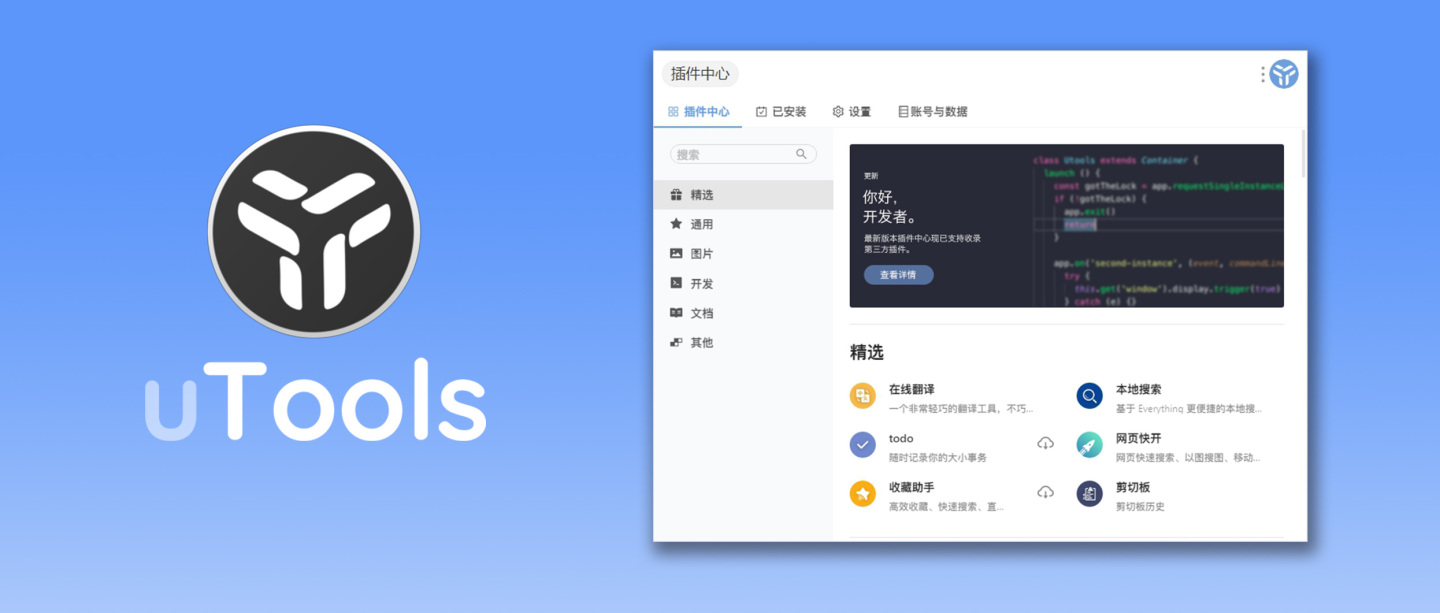 uTools
插件中心
插件中心
已安装
设置
账号与数据
搜索
精选
通用
图片
开发
文档
其他
更新
你好,
开发者。
最新版本插件中心现已支持收录
第三方插件。
查看详情
class Utools extends Container {
launch () {
const gotTheLock = app.requestSingleInstance
if (!gotTheLock) {
app.exit()
return
}
app.on('second-instance', (event, commandLine
try {
this.get('window').display.trigger(true)
} catch (e) {}
精选
在线翻译
一个非常轻巧的翻译工具，不巧...
本地搜索
基于 Everything 更便捷的本地搜...
todo
随时记录你的大小事务
网页快开
网页快速搜索、以图搜图、移动...
收藏助手
高效收藏、快速搜索、直...
剪切板
剪切板历史